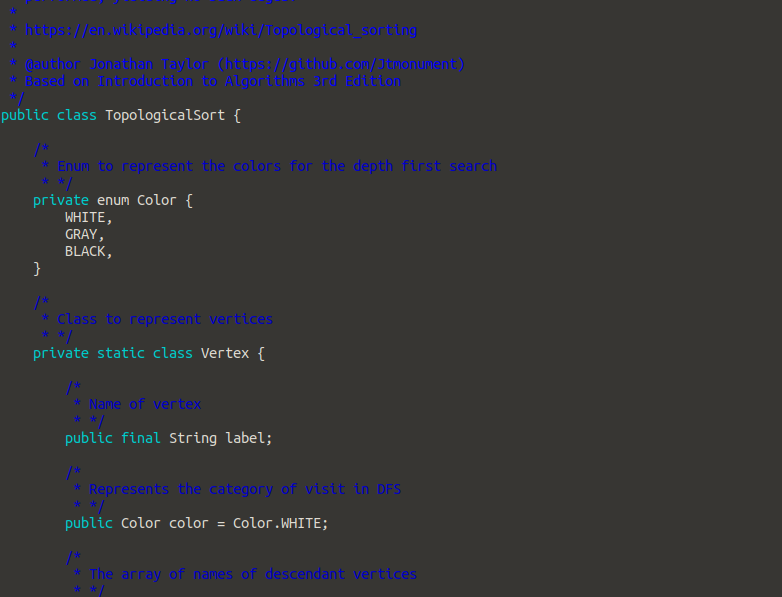 *
 * https://en.wikipedia.org/wiki/Topological_sorting
 *
 * @author Jonathan Taylor (https://github.com/Jtmonument)
 * Based on Introduction to Algorithms 3rd Edition
 */
public class TopologicalSort {

    /*
     * Enum to represent the colors for the depth first search
     * */
    private enum Color {
        WHITE,
        GRAY,
        BLACK,
    }

    /*
     * Class to represent vertices
     * */
    private static class Vertex {

        /*
         * Name of vertex
         * */
        public final String label;

        /*
         * Represents the category of visit in DFS
         * */
        public Color color = Color.WHITE;

        /*
         * The array of names of descendant vertices
         * */